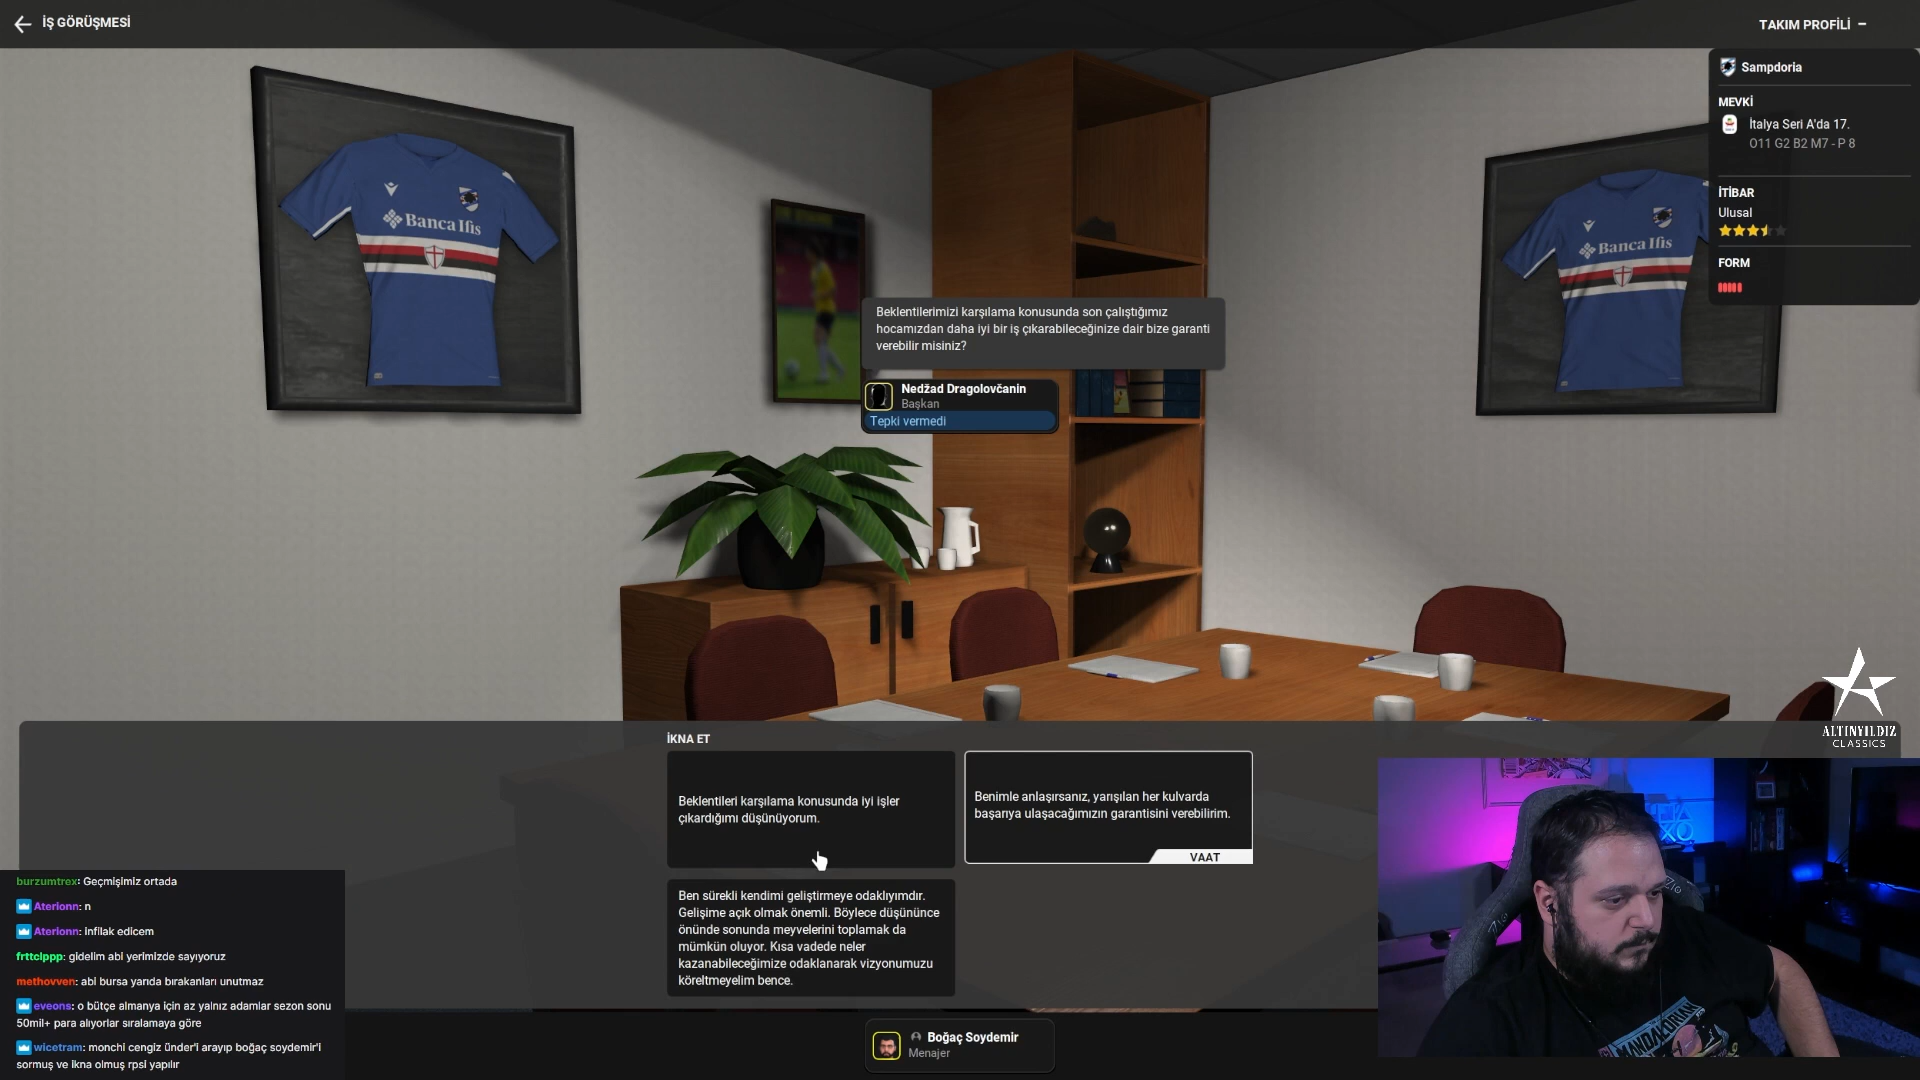 İŞ GÖRÜŞMESİ
TAKIM PROFİLİ
Sampdoria
MEVKİ
İtalya Seri A'da 17.
O11 G2 B2 M7 - P 8
İTİBAR
Ulusal
FORM
Banca Ifis
Banca Ifis
Beklentilerimizi karşılama konusunda son çalıştığımız
hocamızdan daha iyi bir iş çıkarabileceğinize dair bize garanti
verebilir misiniz?
Nedžad Dragolovčanin
Başkan
Tepki vermedi
ALTINYILDIZ
CLASSICS
İKNA ET
Beklentileri karşılama konusunda iyi işler
çıkardığımı düşünüyorum.
Benimle anlaşırsanız, yarışılan her kulvarda
başarıya ulaşacağımızın garantisini verebilirim.
VAAT
Ben sürekli kendimi geliştirmeye odaklıyımdır.
Gelişime açık olmak önemli. Böylece düşününce
önünde sonunda meyvelerini toplamak da
mümkün oluyor. Kısa vadede neler
kazanabileceğimize odaklanarak vizyonumuzu
köreltmeyelim bence.
burzumtrex: Geçmişimiz ortada
Aterionn: n
Aterionn: infilak edicem
frttclppp: gidelim abi yerimizde sayıyoruz
methovven: abi bursa yarıda bırakanları unutmaz
eveons: o bütçe almanya için az yalnız adamlar sezon sonu
50mil+ para alıyorlar sıralamaya göre
wicetram: monchi cengiz ünder'i arayıp boğaç soydemir'i
sormuş ve ikna olmuş rpsi yapılır
Boğaç Soydemir
Menajer